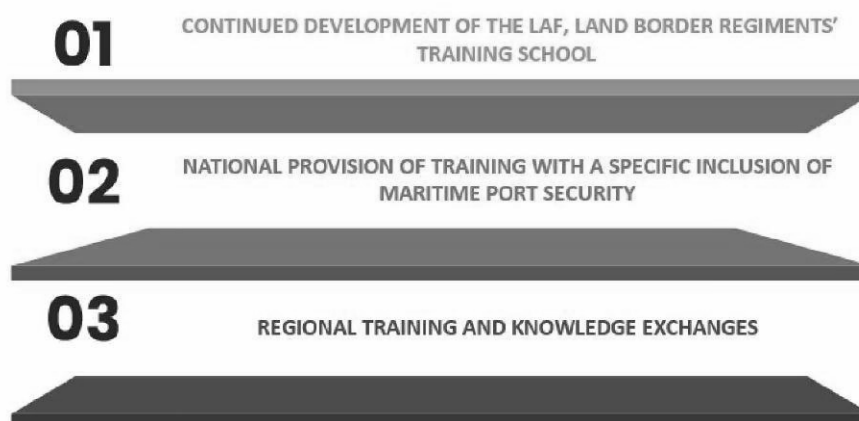 01
CONTINUED DEVELOPMENT OF THE LAF, LAND BORDER REGIMENTS'
TRAINING SCHOOL
02
NATIONAL PROVISION OF TRAINING WITH A SPECIFIC INCLUSION OF
MARITIME PORT SECURITY
03
REGIONAL TRAINING AND KNOWLEDGE EXCHANGES